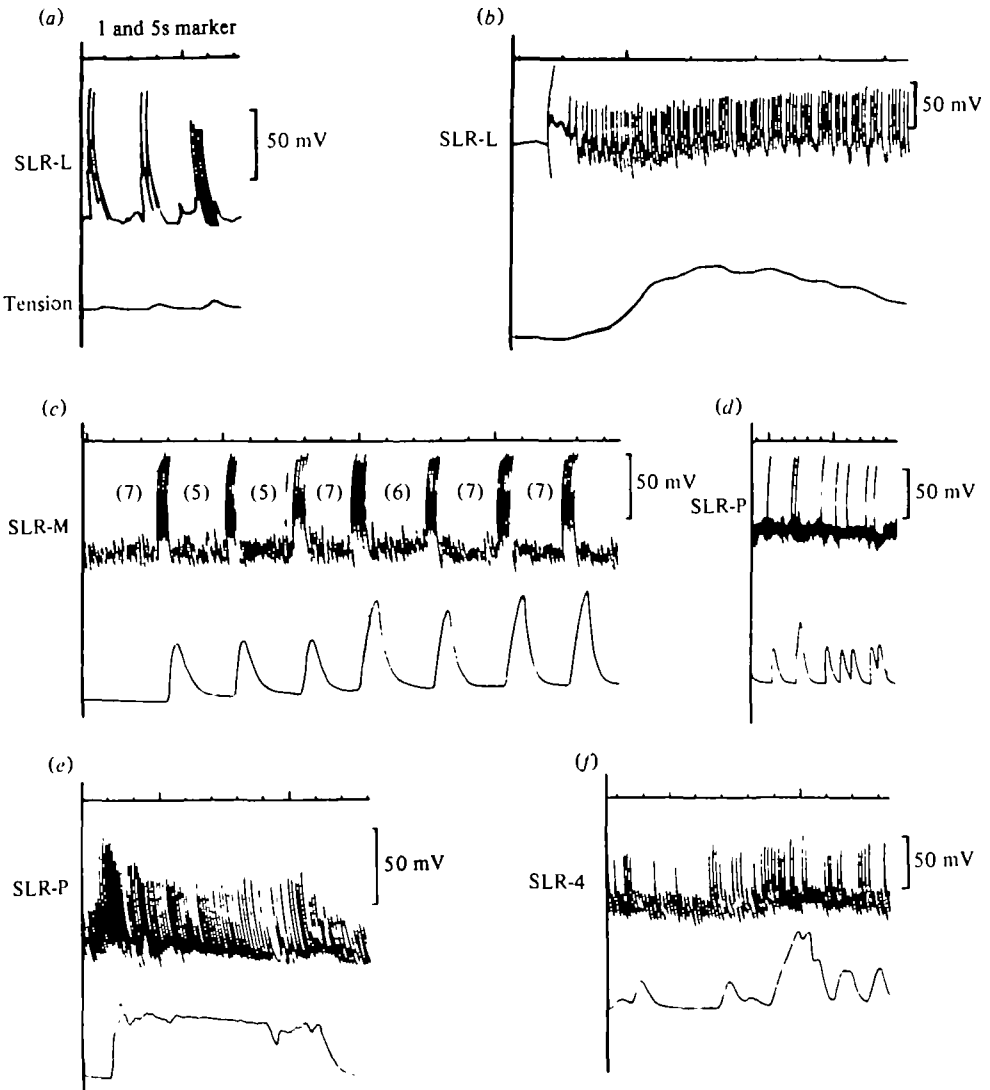 (a)
1 and 5s marker
SLR-L
50 mV
Tension
(b)
SLR-L
50 mV
(c)
(7) (5) (5) (7) (6) (7) (7)
SLR-M
50 mV
(d)
SLR-P
50 mV
(e)
SLR-P
50 mV
(f)
SLR-4
50 mV